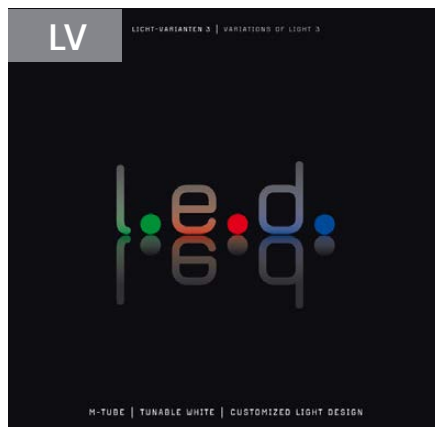 LV
LICHT-VARIANTEN 3 | VARIATIONS OF LIGHT 3
l.e.d.
M-TUBE | TUNABLE WHITE | CUSTOMIZED LIGHT DESIGN